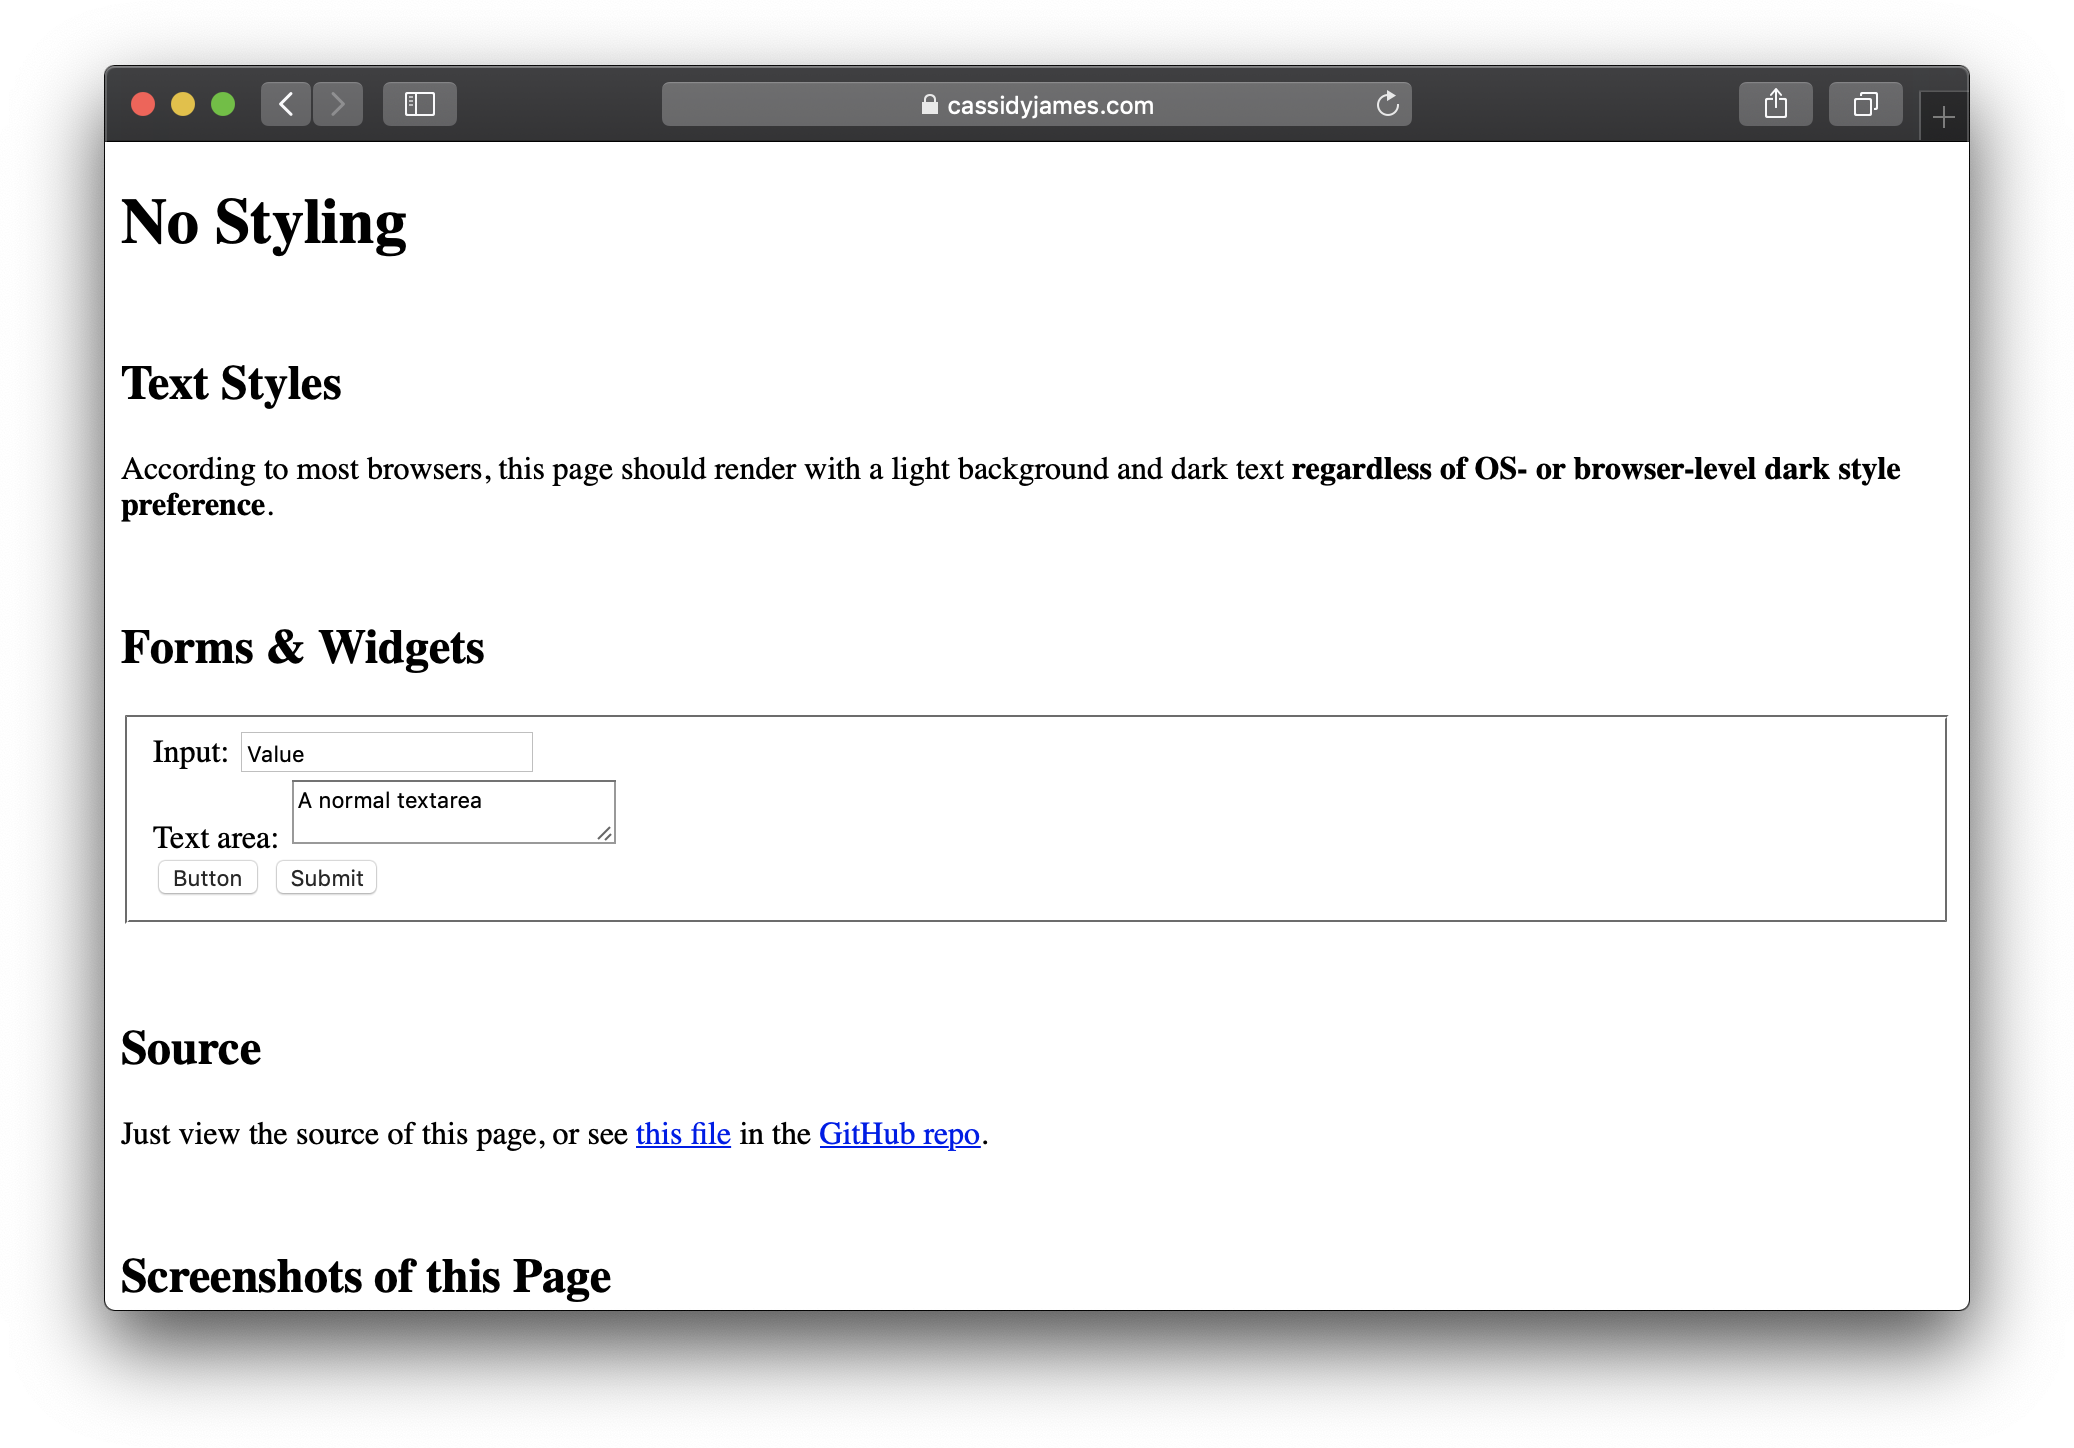 cassidyjames.com
No Styling
Text Styles
According to most browsers, this page should render with a light background and dark text regardless of OS- or browser-level dark style
preference.
Forms & Widgets
Input: Value
A normal textarea
Text area:
Button Submit
Source
Just view the source of this page, or see this file in the GitHub repo.
Screenshots of this Page